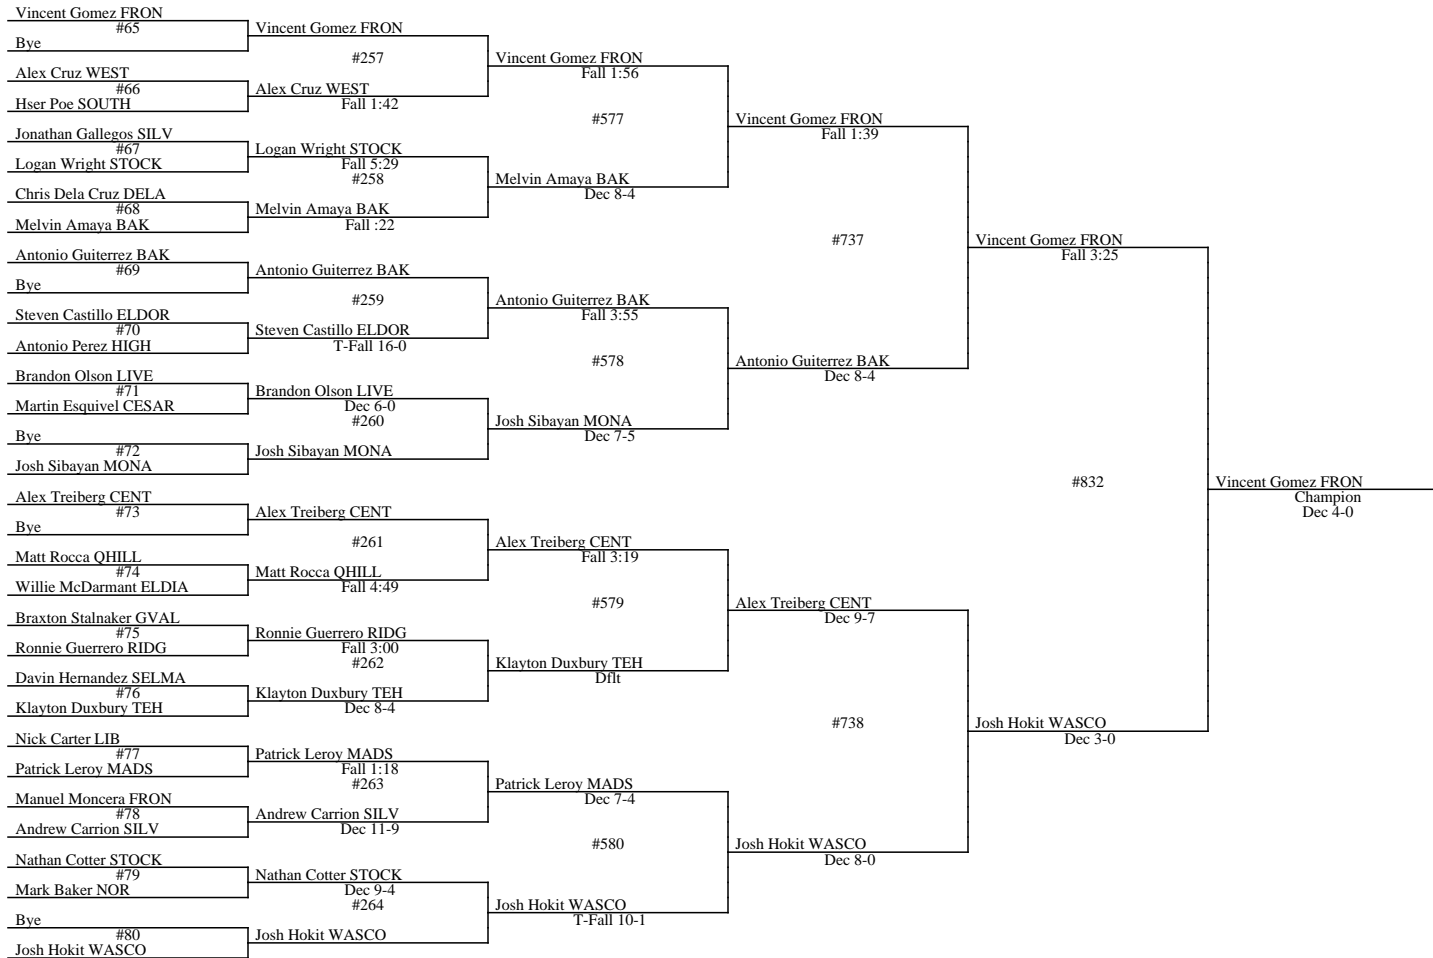 Vincent Gomez FRON
#65
Bye
Alex Cruz WEST
#66
Hser Poe SOUTH
Jonathan Gallegos SILV
#67
Logan Wright STOCK
Chris Dela Cruz DELA
#68
Melvin Amaya BAK
Antonio Guiterrez BAK
#69
Bye
Steven Castillo ELDOR
#70
Antonio Perez HIGH
Brandon Olson LIVE
#71
Martin Esquivel CESAR
Bye
#72
Josh Sibayan MONA
Alex Treiberg CENT
#73
Bye
Matt Rocca QHILL
#74
Willie McDarmant ELDIA
Braxton Stalnaker GVAL
#75
Ronnie Guerrero RIDG
Davin Hernandez SELMA
#76
Klayton Duxbury TEH
Nick Carter LIB
#77
Patrick Leroy MADS
Manuel Moncera FRON
#78
Andrew Carrion SILV
Nathan Cotter STOCK
#79
Mark Baker NOR
Bye
#80
Josh Hokit WASCO
Vincent Gomez FRON
#257
Alex Cruz WEST
Fall 1:42
Logan Wright STOCK
Fall 5:29
#258
Melvin Amaya BAK
Fall :22
Antonio Guiterrez BAK
#259
Steven Castillo ELDOR
T-Fall 16-0
Brandon Olson LIVE
Dec 6-0
#260
Josh Sibayan MONA
Alex Treiberg CENT
#261
Matt Rocca QHILL
Fall 4:49
Ronnie Guerrero RIDG
Fall 3:00
#262
Klayton Duxbury TEH
Dec 8-4
Patrick Leroy MADS
Fall 1:18
#263
Andrew Carrion SILV
Dec 11-9
Nathan Cotter STOCK
Dec 9-4
#264
Josh Hokit WASCO
Vincent Gomez FRON
Fall 1:56
#577
Melvin Amaya BAK
Dec 8-4
Antonio Guiterrez BAK
Fall 3:55
#578
Josh Sibayan MONA
Dec 7-5
Alex Treiberg CENT
Fall 3:19
#579
Klayton Duxbury TEH
Dflt
Patrick Leroy MADS
Dec 7-4
#580
Josh Hokit WASCO
T-Fall 10-1
Vincent Gomez FRON
Fall 1:39
#737
Antonio Guiterrez BAK
Dec 8-4
Alex Treiberg CENT
Dec 9-7
#738
Josh Hokit WASCO
Dec 8-0
Vincent Gomez FRON
Fall 3:25
#832
Josh Hokit WASCO
Dec 3-0
Vincent Gomez FRON
Champion
Dec 4-0